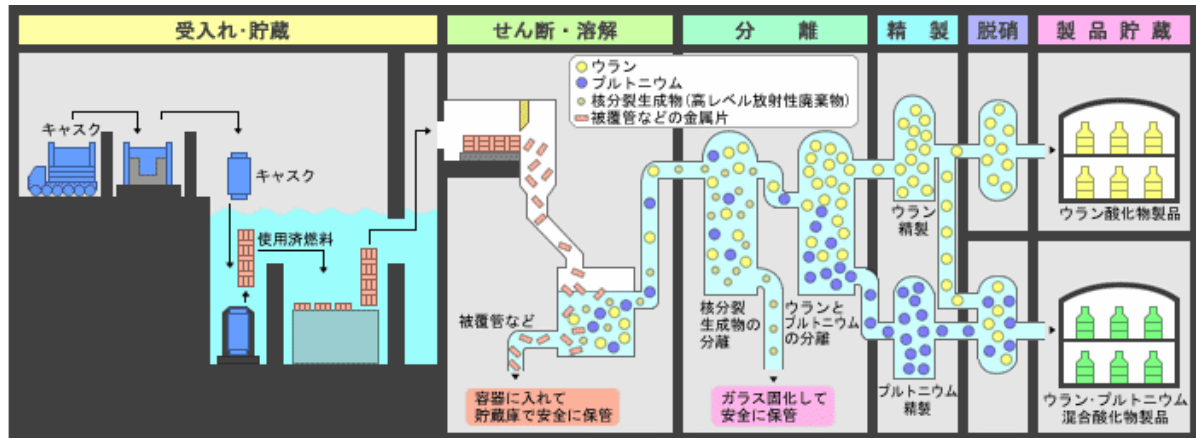 受入れ・貯蔵
せん断・溶解
分離
精製
脱硝
製品貯蔵
ウラン
プルトニウム
核分裂生成物(高レベル放射性廃棄物)
被覆管などの金属片
キャスク
キャスク
使用済燃料
被覆管など
容器に入れて
貯蔵庫で安全に保管
核分裂
生成物の
分離
ウランと
プルトニウム
の分離
ガラス固化して
安全に保管
ウラン
精製
プルトニウム
精製
ウラン酸化物製品
ウラン・プルトニウム
混合酸化物製品